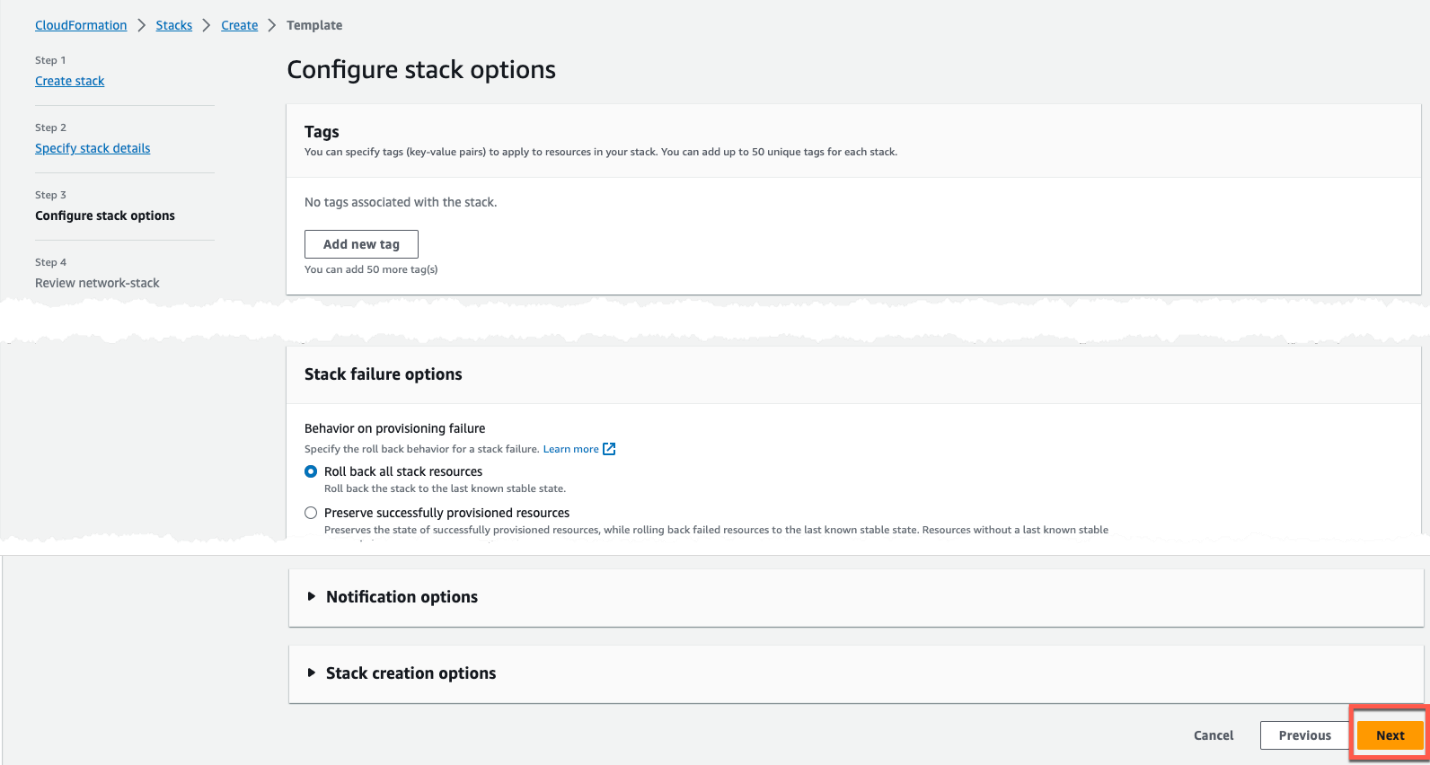 CloudFormation > Stacks > Create > Template
Step 1
Create stack
Step 2
Specify stack details
Step 3
Configure stack options
Step 4
Review network-stack
Configure stack options
Tags
You can specify tags (key-value pairs) to apply to resources in your stack. You can add up to 50 unique tags for each stack.
No tags associated with the stack.
Add new tag
You can add 50 more tag(s)
Stack failure options
Behavior on provisioning failure
Specify the roll back behavior for a stack failure. Learn more
Roll back all stack resources
Roll back the stack to the last known stable state.
Preserve successfully provisioned resources
Preserves the state of successfully provisioned resources, while rolling back failed resources to the last known stable state. Resources without a last known stable
Notification options
Stack creation options
Cancel
Previous
Next